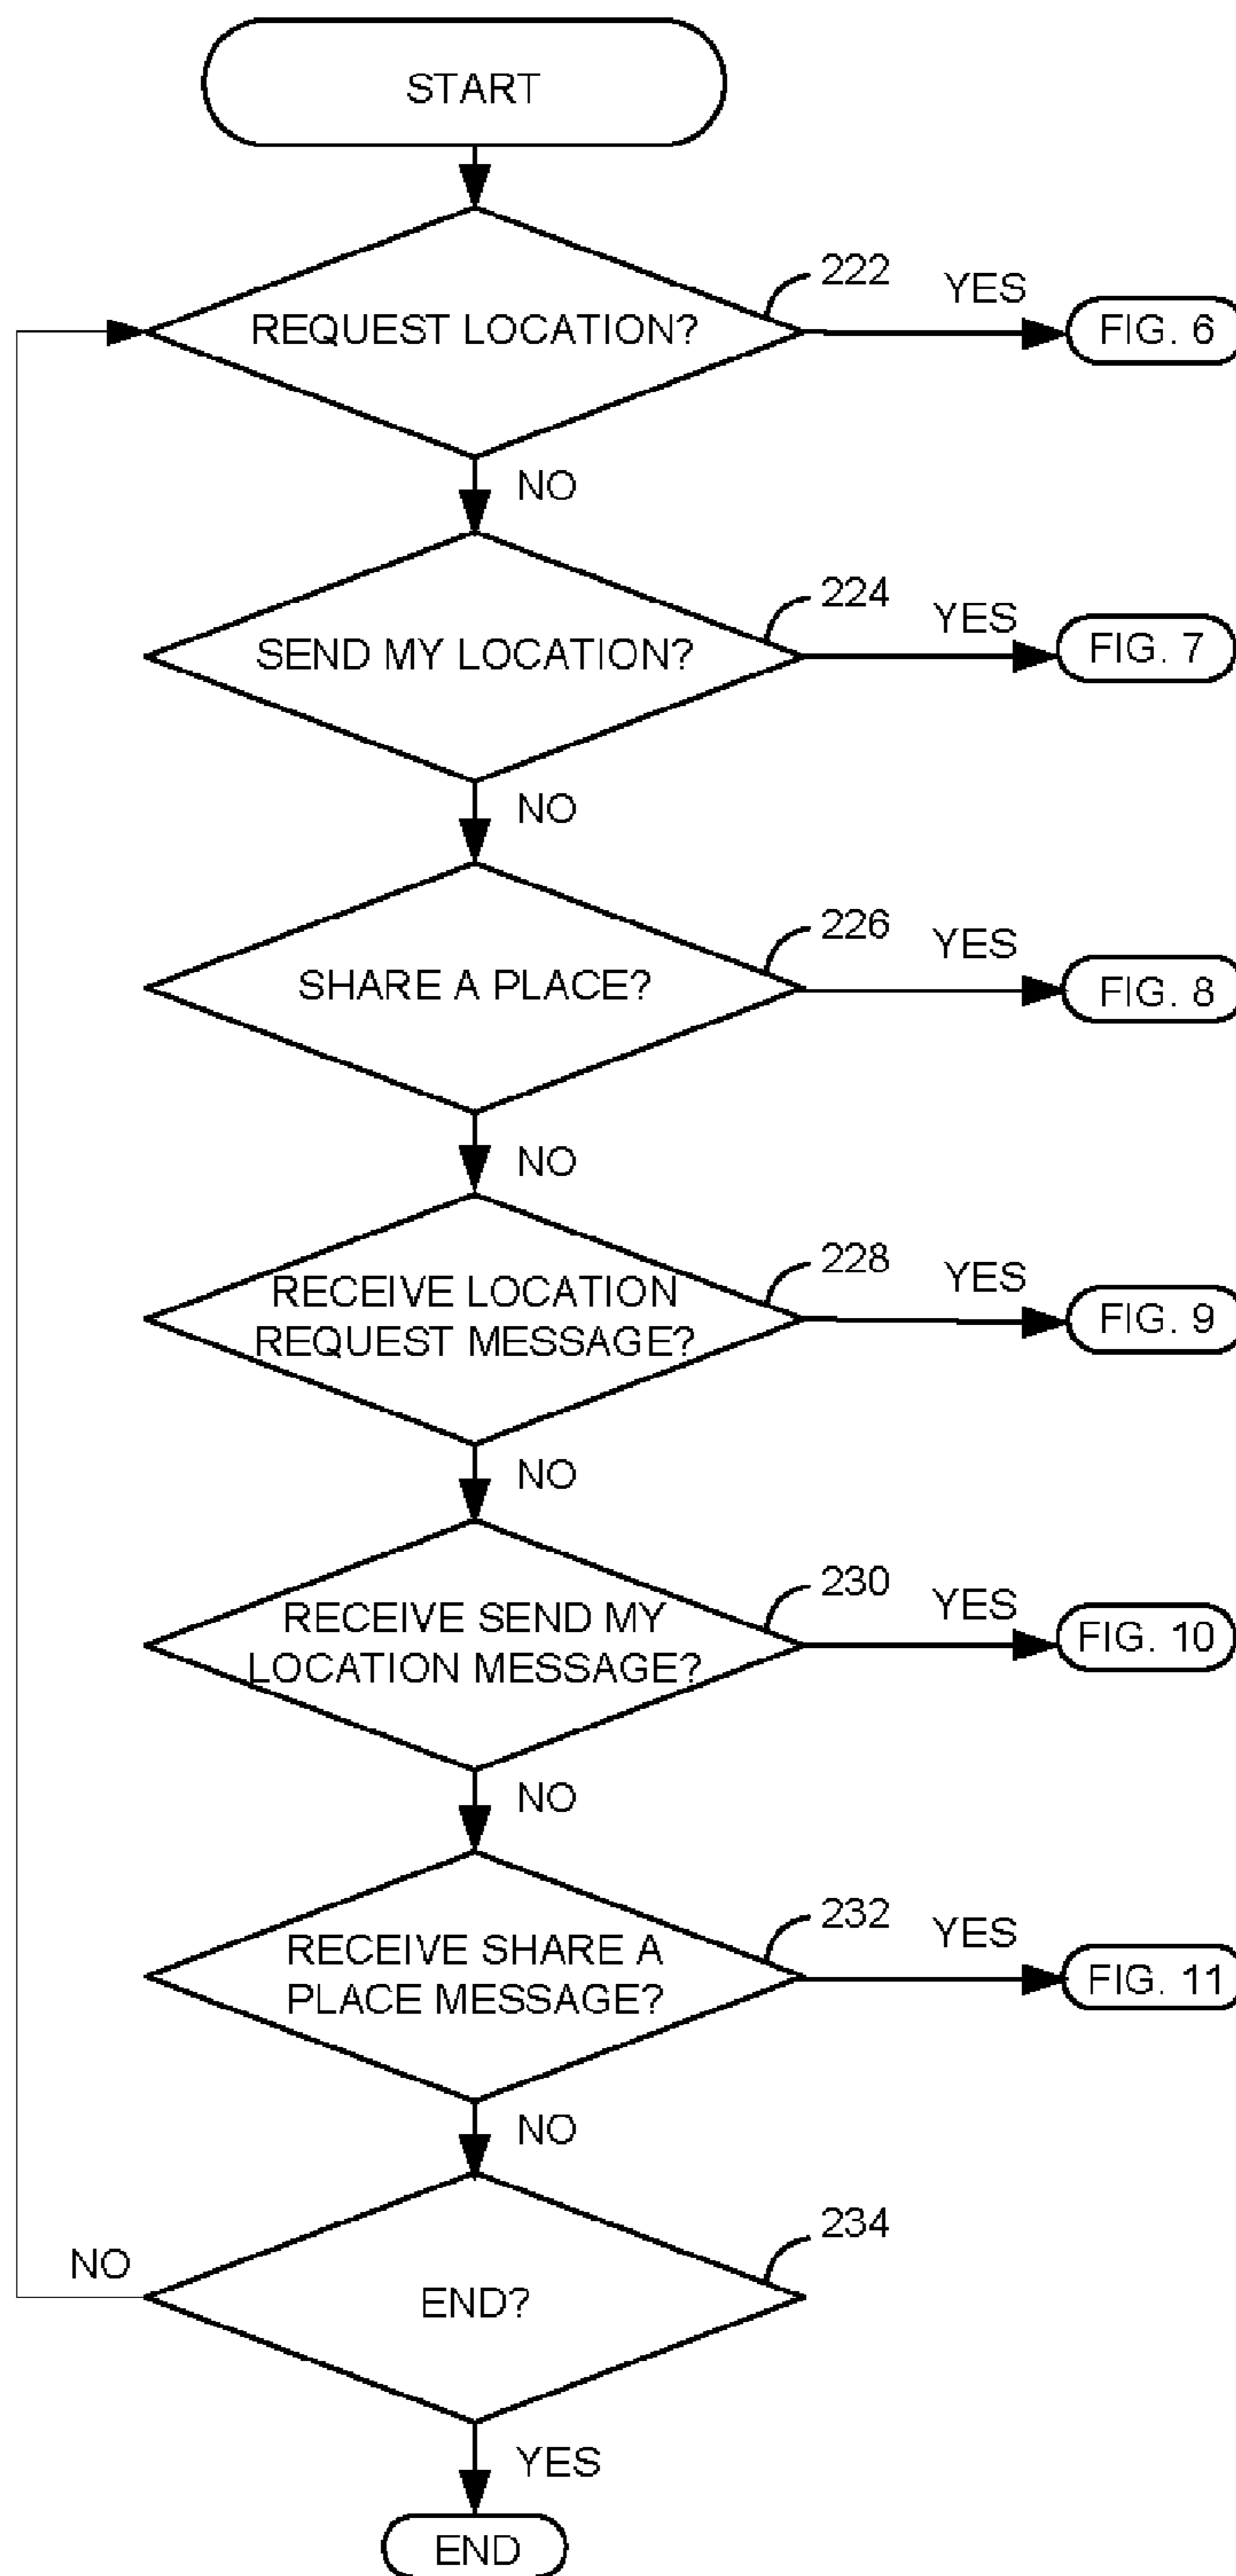 START
REQUEST LOCATION?
222
YES
FIG. 6
NO
SEND MY LOCATION?
224
YES
FIG. 7
NO
SHARE A PLACE?
226
YES
FIG. 8
NO
RECEIVE LOCATION
REQUEST MESSAGE?
228
YES
FIG. 9
NO
RECEIVE SEND MY
LOCATION MESSAGE?
230
YES
FIG. 10
NO
RECEIVE SHARE A
PLACE MESSAGE?
232
YES
FIG. 11
NO
END?
234
NO
YES
END